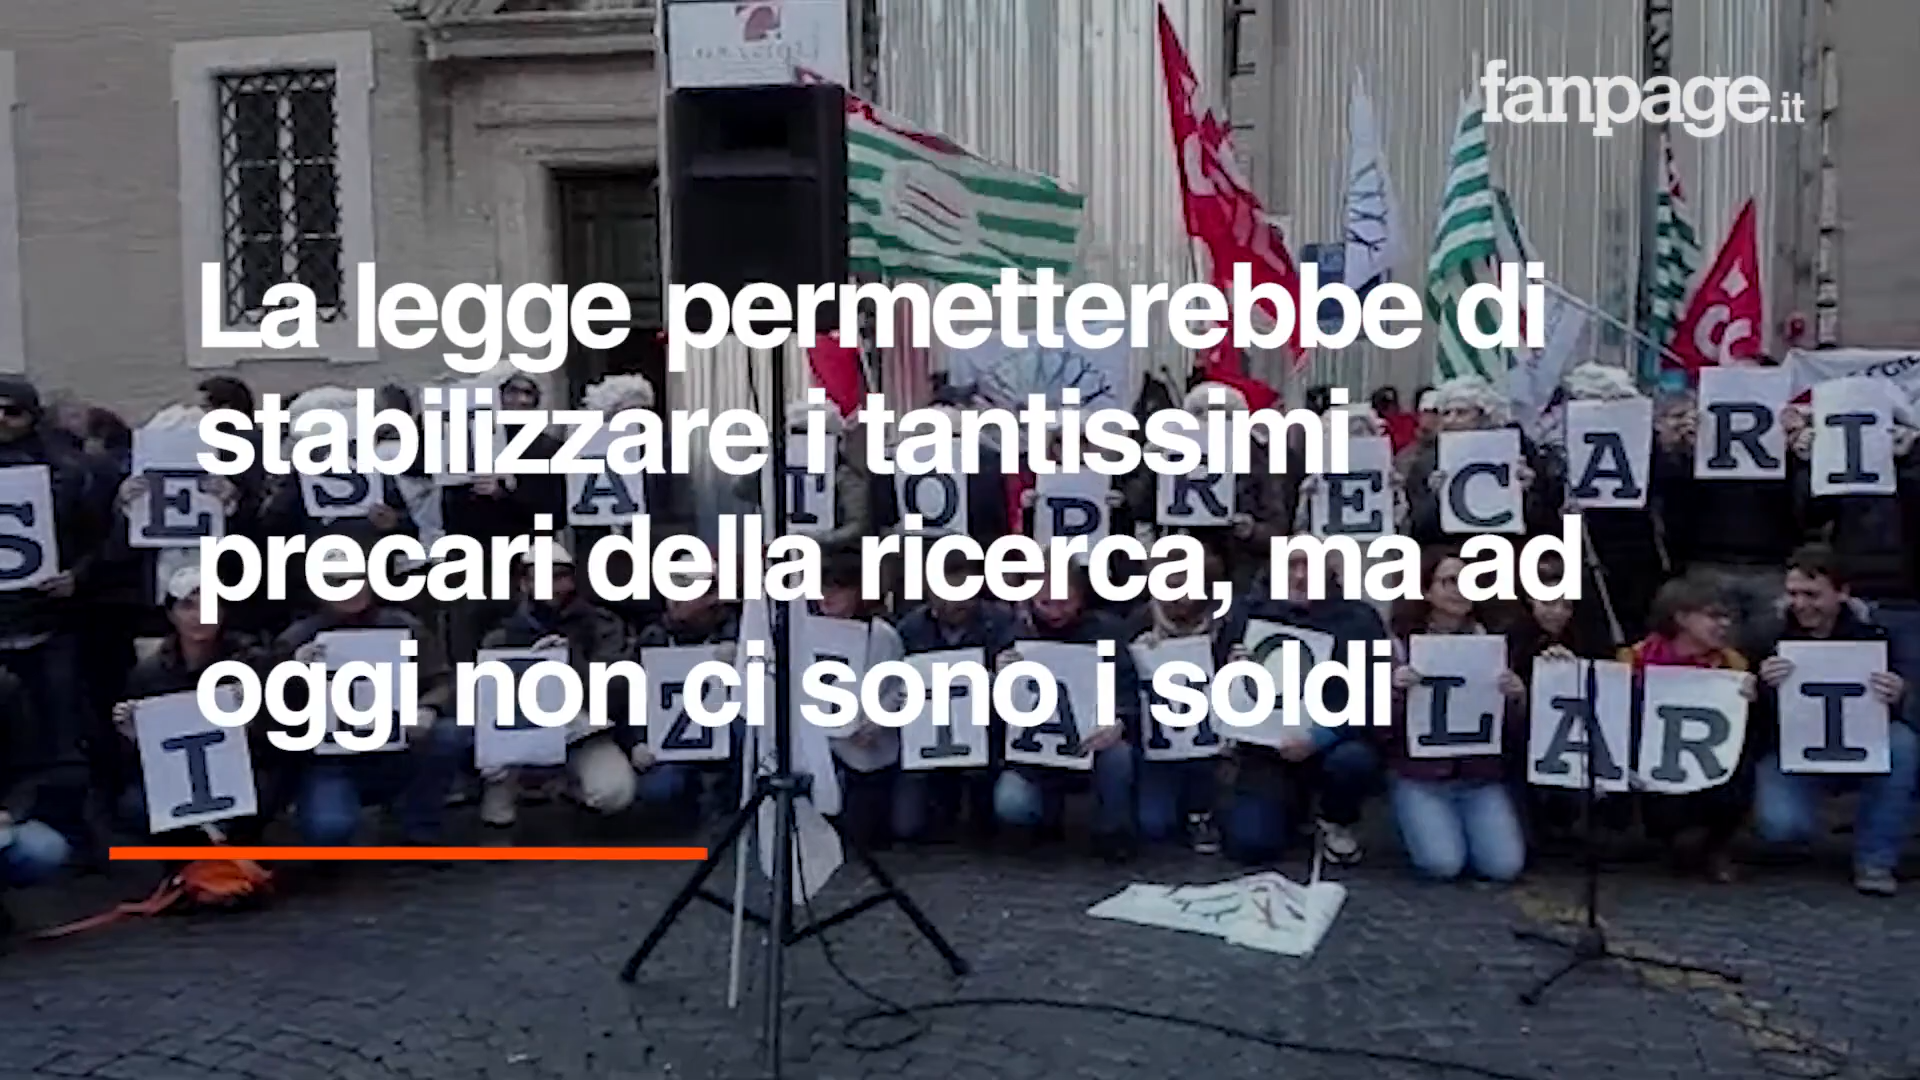 fanpage.it
La legge permetterebbe di
stabilizzare i tantissimi
precari della ricerca, ma ad
oggi non ci sono i soldi
S E S A T O P R E C A R I
I Z I A M O L A R I